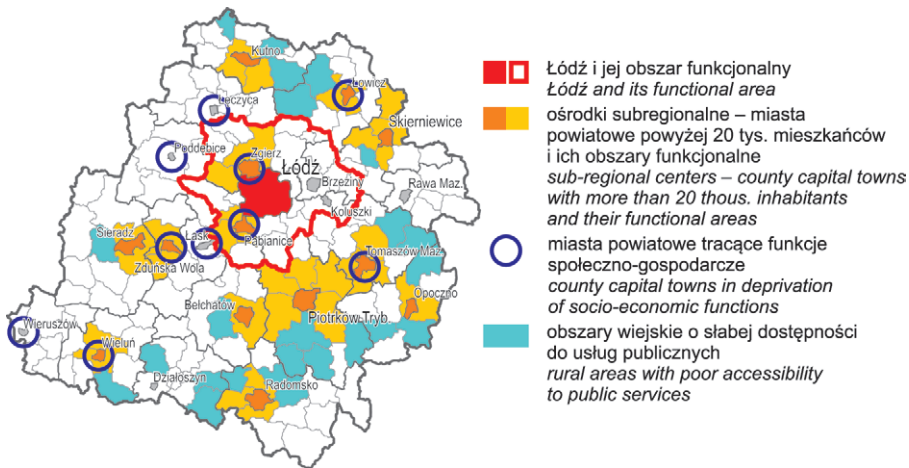 Kutno
Łowicz
Łęczyca
Skierniewice
Poddębice
Zgierz
Łódź
Brzeziny
Rawa Maz.
Koluszki
Pabianice
Sieradz
Łask
Zduńska Wola
Tomaszów Maz.
Opoczno
Bełchatów
Piotrków Tryb.
Wieruszów
Wieluń
Działoszyn
Radomsko
Łódź i jej obszar funkcjonalny
Łódź and its functional area
ośrodki subregionalne – miasta
powiatowe powyżej 20 tys. mieszkańców
i ich obszary funkcjonalne
sub-regional centers – county capital towns
with more than 20 thous. inhabitants
and their functional areas
miasta powiatowe tracące funkcje
społeczno-gospodarcze
county capital towns in deprivation
of socio-economic functions
obszary wiejskie o słabej dostępności
do usług publicznych
rural areas with poor accessibility
to public services